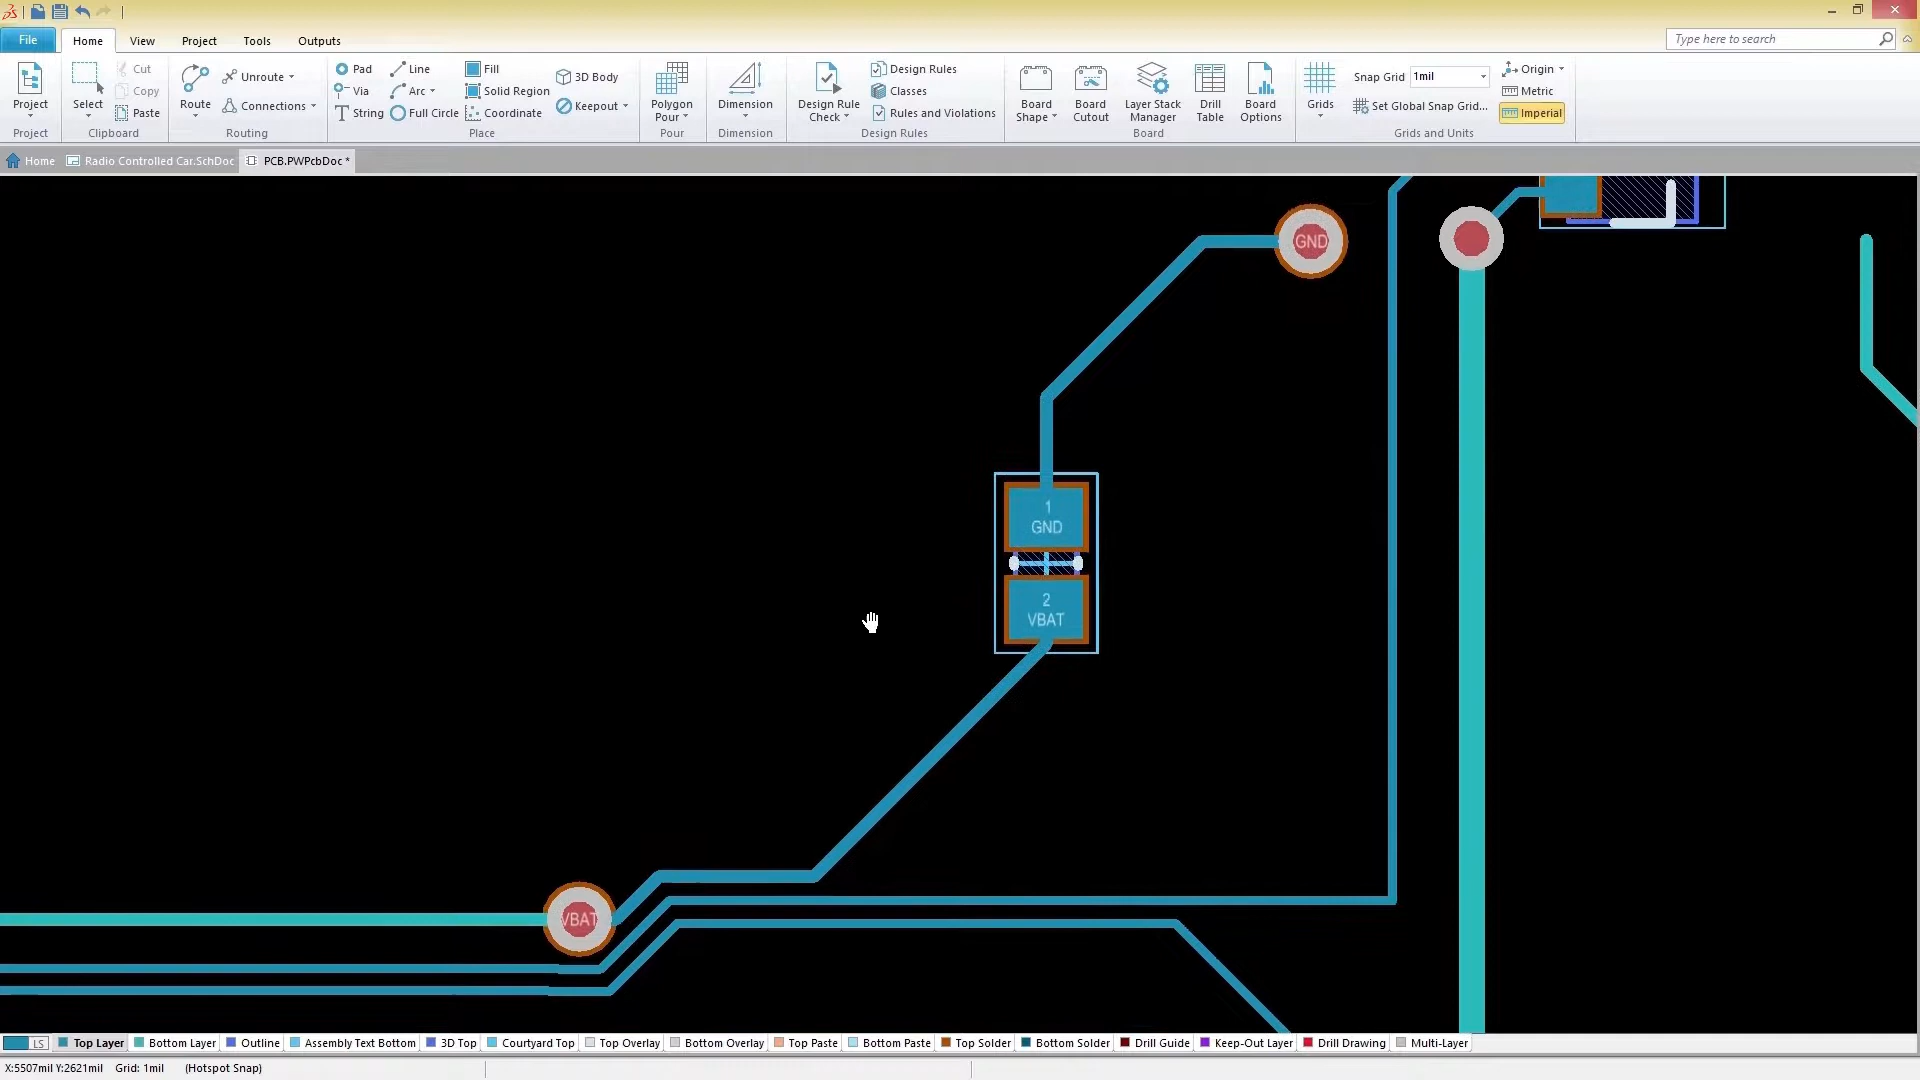 File
Home
View
Project
Tools
Outputs
Type here to search
Project
Project
Select
Cut
Copy
Paste
Clipboard
Route
Unroute
Connections
Routing
Pad
Via
String
Line
Arc
Full Circle
Fill
Solid Region
Coordinate
3D Body
Keepout
Place
Polygon
Pour
Pour
Dimension
Dimension
Design Rule
Check
Design Rules
Classes
Rules and Violations
Design Rules
Board
Shape
Board
Cutout
Layer Stack
Manager
Drill
Table
Board
Options
Board
Grids
Snap Grid 1mil
Set Global Snap Grid...
Origin
Metric
Imperial
Grids and Units
Home
Radio Controlled Car.SchDoc
PCB.PWPcbDoc *
GND
1
GND
2
VBAT
VBAT
LS
Top Layer
Bottom Layer
Outline
Assembly Text Bottom
3D Top
Courtyard Top
Top Overlay
Bottom Overlay
Top Paste
Bottom Paste
Top Solder
Bottom Solder
Drill Guide
Keep-Out Layer
Drill Drawing
Multi-Layer
X:5507mil Y:2621mil Grid: 1mil (Hotspot Snap)